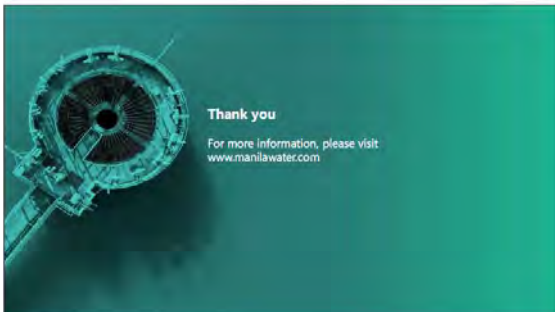 Thank you
For more information, please visit
www.manilawater.com